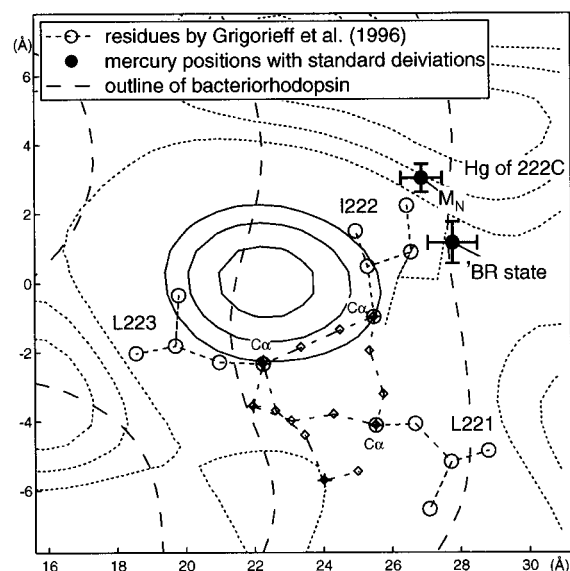 (Å)
residues by Grigorieff et al. (1996)
mercury positions with standard deiviations
outline of bacteriorhodopsin
6
4
2
0
-2
-4
-6
Hg of 222C
M_N
I222
BR state
Cα
L223
Cα
L221
Cα
16 18 20 22 24 26 28 30 (Å)